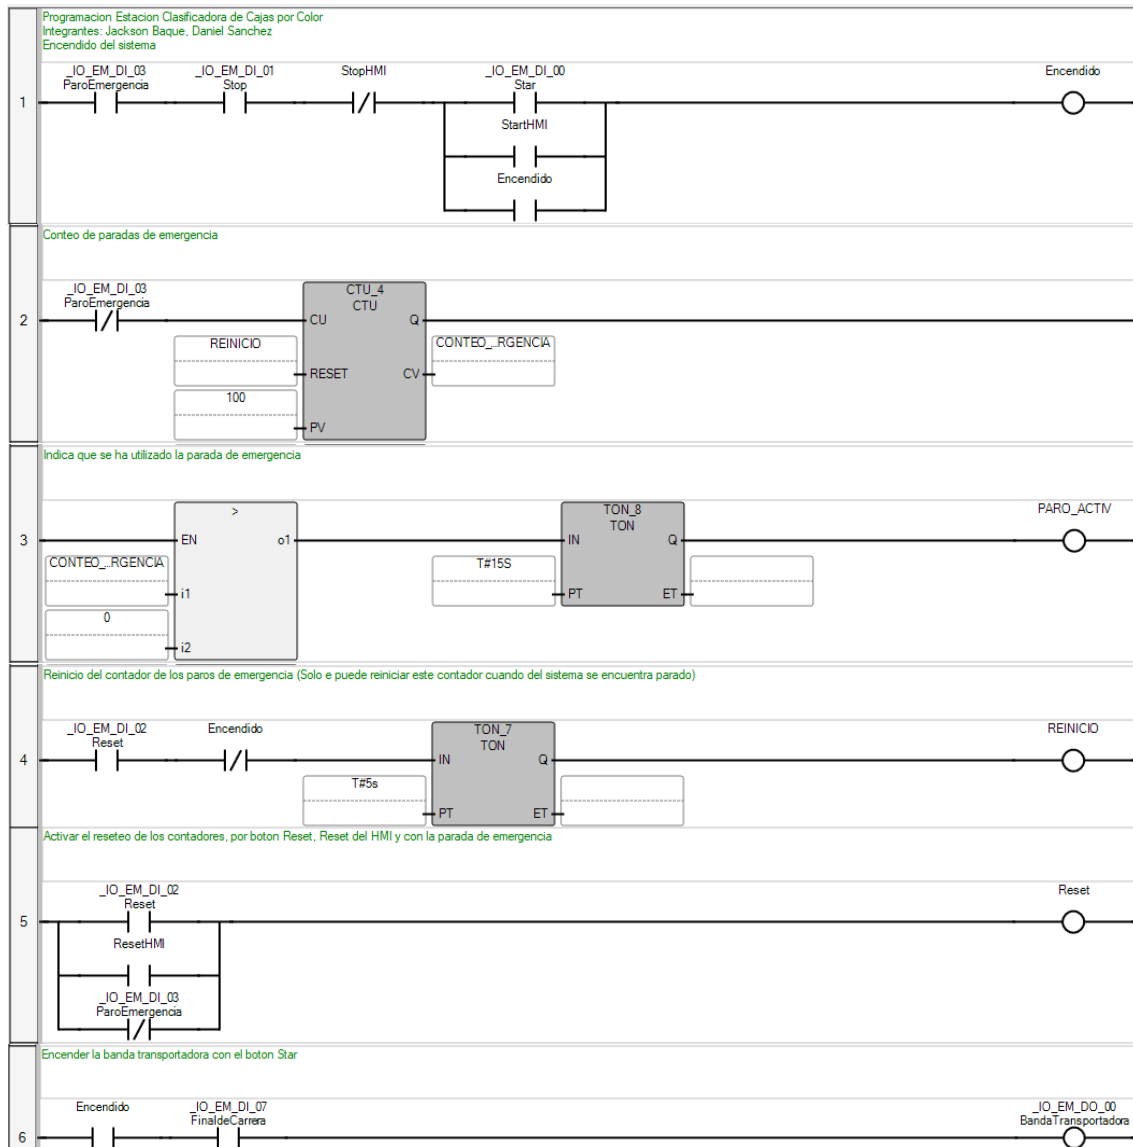 Programacion Estacion Clasificadora de Cajas por Color
Integrantes: Jackson Baque, Daniel Sanchez
Encendido del sistema
1
_IO_EM_DI_03
ParoEmergencia
_IO_EM_DI_01
Stop
StopHMI
_IO_EM_DI_00
Star
Encendido
StartHMI
Encendido
Conteo de paradas de emergencia
2
_IO_EM_DI_03
ParoEmergencia
CTU_4
CTU
CU
Q
REINICIO
CONTEO_...RGENCIA
RESET
CV
100
PV
Indica que se ha utilizado la parada de emergencia
3
>
EN
o1
TON_8
TON
IN
Q
PARO_ACTIV
CONTEO_...RGENCIA
i1
T#15S
PT
ET
0
i2
Reinicio del contador de los paros de emergencia (Solo e puede reiniciar este contador cuando del sistema se encuentra parado)
4
_IO_EM_DI_02
Reset
Encendido
TON_7
TON
IN
Q
REINICIO
T#5s
PT
ET
Activar el reseteo de los contadores, por boton Reset, Reset del HMI y con la parada de emergencia
5
_IO_EM_DI_02
Reset
Reset
ResetHMI
_IO_EM_DI_03
ParoEmergencia
Encender la banda transportadora con el boton Star
6
Encendido
_IO_EM_DI_07
FinaldeCarrera
_IO_EM_DO_00
BandaTransportadora